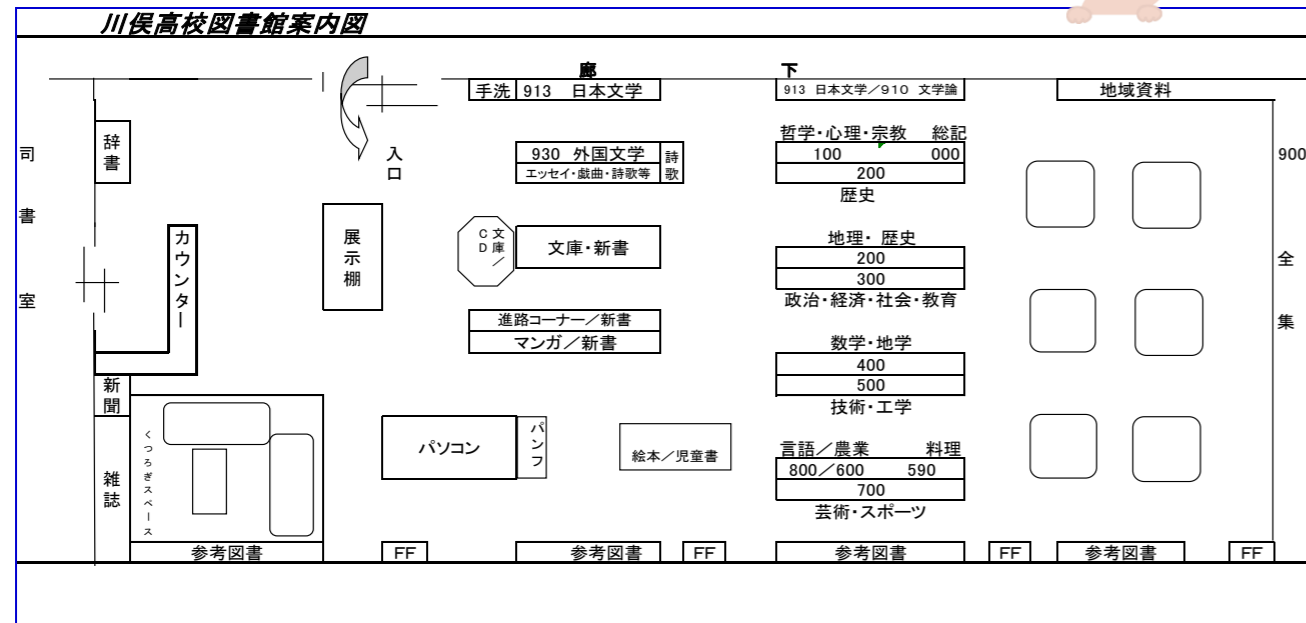 川俣高校図書館案内図
廊下
手洗
913 日本文学
913 日本文学／910 文学論
地域資料
司書室
辞書
入口
930 外国文学
エッセイ・戯曲・詩歌等
詩歌
哲学・心理・宗教 総記
100 000
200
歴史
900
全集
カウンター
展示棚
文庫／CD
文庫・新書
地理・ 歴史
200
300
政治・経済・社会・教育
進路コーナー／新書
マンガ／新書
数学・地学
400
500
技術・工学
新聞
雑誌
くつろぎスペース
パソコン
パンフ
絵本／児童書
言語／農業 料理
800／600 590
700
芸術・スポーツ
参考図書
FF
参考図書
FF
参考図書
FF
参考図書
FF